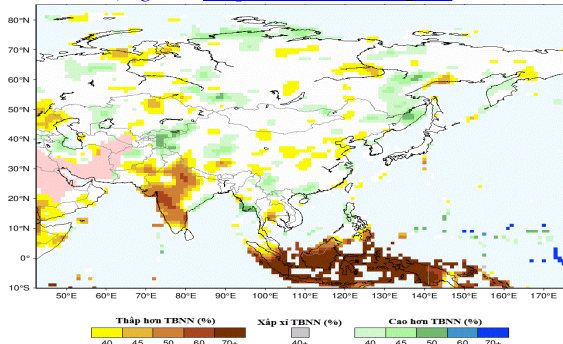 80°N
70°N
60°N
50°N
40°N
30°N
20°N
10°N
0°
10°S
50°E 60°E 70°E 80°E 90°E 100°E 110°E 120°E 130°E 140°E 150°E 160°E 170°E
Thấp hơn TBNN (%) Xấp xỉ TBNN (%) Cao hơn TBNN (%)
40 45 50 60 70+ 40+ 40 45 50 60 70+